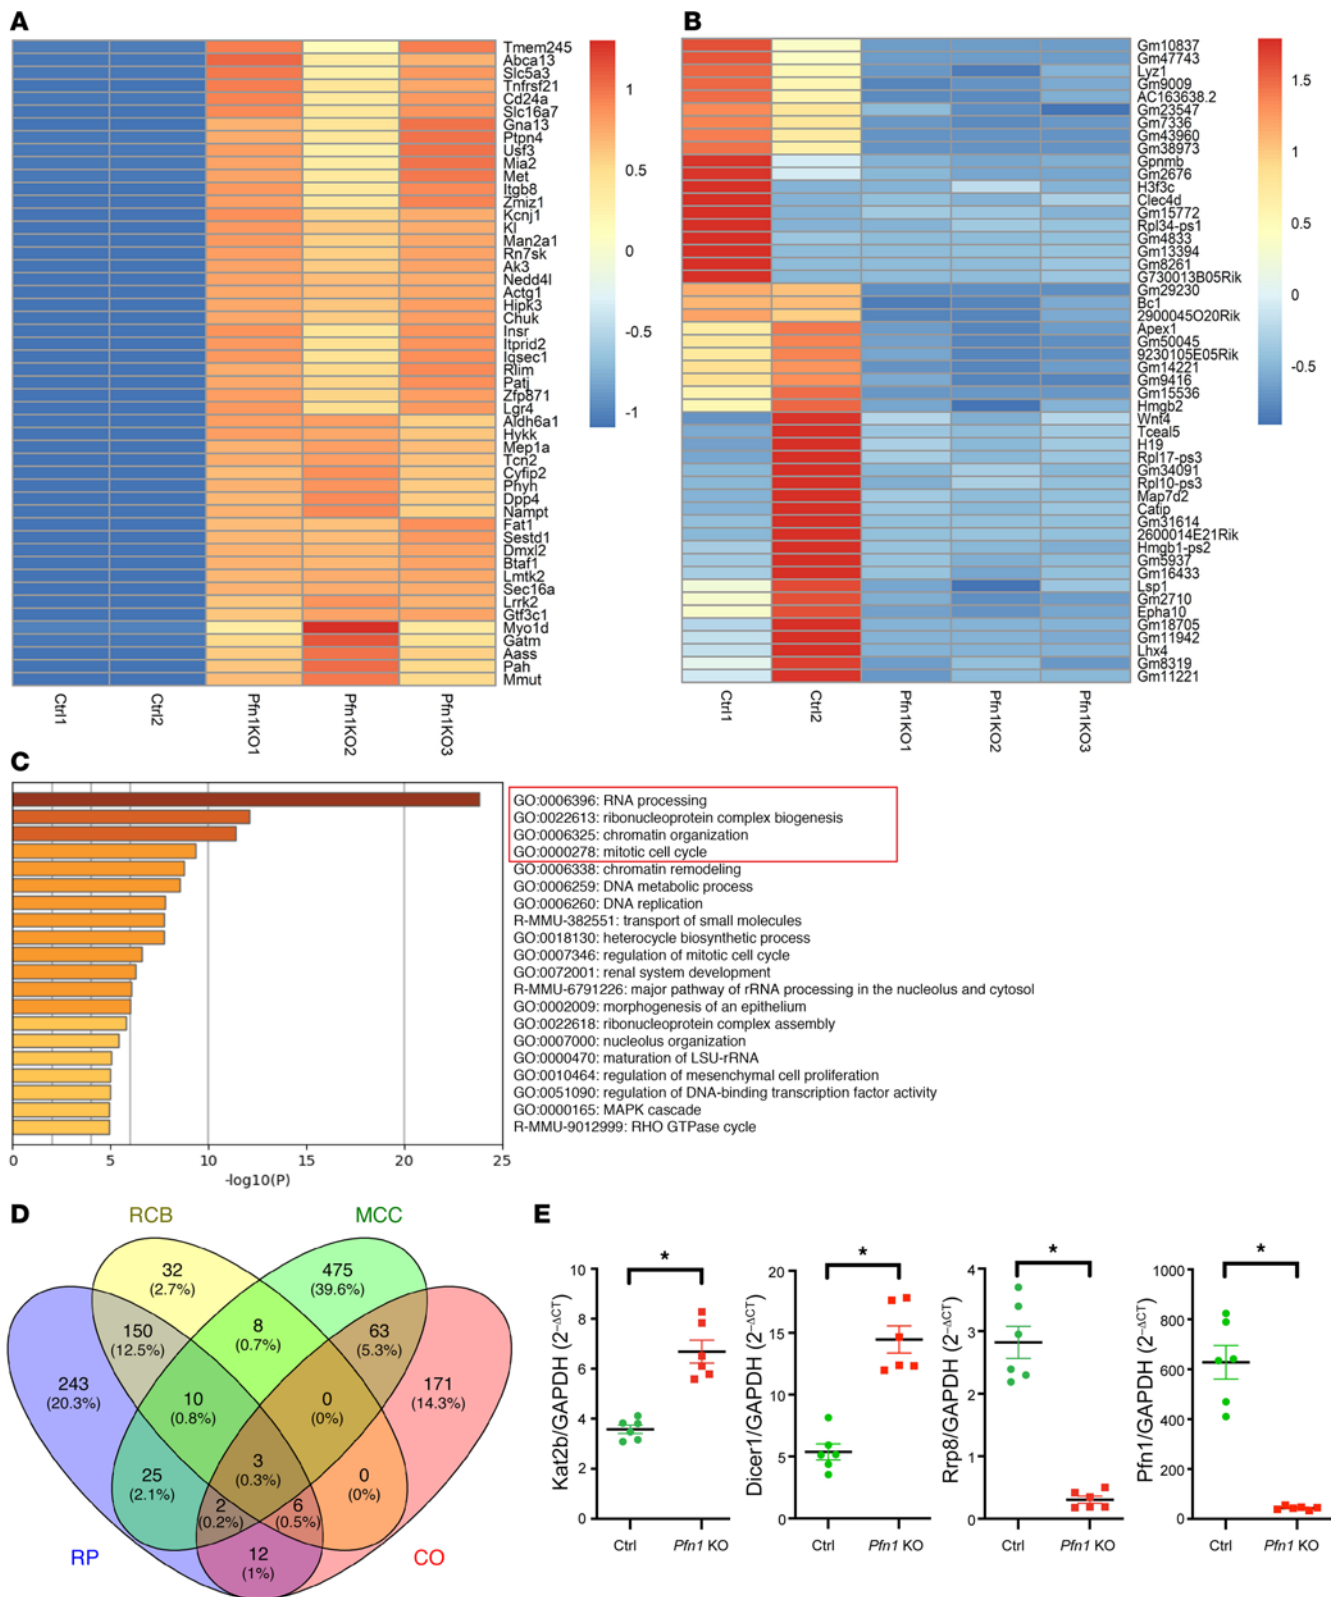 A
Tmem245
Abca13
Slc5a3
Tnfrsf21
Cd24a
Slc16a7
Gna13
Ptpn4
Usf3
Mia2
Met
Itgb8
Zmiz1
Kcnj1
Kl
Man2a1
Rn7sk
Ak3
Nedd4l
Actg1
Hipk3
Chuk
Insr
Itprid2
Iqsec1
Rlim
Patj
Zfp871
Lgr4
Aldh6a1
Hykk
Mep1a
Tcn2
Cyfip2
Phyh
Dpp4
Nampt
Fat1
Sestd1
Dmxl2
Btaf1
Lmtk2
Sec16a
Lrrk2
Gtf3c1
Myo1d
Gatm
Aass
Pah
Mmut
1
0.5
0
-0.5
-1
Ctrl1
Ctrl2
Pfn1KO1
Pfn1KO2
Pfn1KO3
B
Gm10837
Gm47743
Lyz1
Gm9009
AC163638.2
Gm23547
Gm7336
Gm43960
Gm38973
Gpnmb
Gm2676
H3f3c
Clec4d
Gm15772
Rpl34-ps1
Gm4833
Gm13394
Gm8261
G730013B05Rik
Gm29230
Bc1
2900045O20Rik
Apex1
Gm50045
9230105E05Rik
Gm14221
Gm9416
Gm15536
Hmgb2
Wnt4
Tceal5
H19
Rpl17-ps3
Gm34091
Rpl10-ps3
Map7d2
Catip
Gm31614
2600014E21Rik
Hmgb1-ps2
Gm5937
Gm16433
Lsp1
Gm2710
Epha10
Gm18705
Gm11942
Lhx4
Gm8319
Gm11221
1.5
1
0.5
0
-0.5
Ctrl1
Ctrl2
Pfn1KO1
Pfn1KO2
Pfn1KO3
C
GO:0006396: RNA processing
GO:0022613: ribonucleoprotein complex biogenesis
GO:0006325: chromatin organization
GO:0000278: mitotic cell cycle
GO:0006338: chromatin remodeling
GO:0006259: DNA metabolic process
GO:0006260: DNA replication
R-MMU-382551: transport of small molecules
GO:0018130: heterocycle biosynthetic process
GO:0007346: regulation of mitotic cell cycle
GO:0072001: renal system development
R-MMU-6791226: major pathway of rRNA processing in the nucleolus and cytosol
GO:0002009: morphogenesis of an epithelium
GO:0022618: ribonucleoprotein complex assembly
GO:0007000: nucleolus organization
GO:0000470: maturation of LSU-rRNA
GO:0010464: regulation of mesenchymal cell proliferation
GO:0051090: regulation of DNA-binding transcription factor activity
GO:0000165: MAPK cascade
R-MMU-9012999: RHO GTPase cycle
0 5 10 15 20 25
-log10(P)
D
RCB
MCC
32
(2.7%)
475
(39.6%)
150
(12.5%)
8
(0.7%)
63
(5.3%)
243
(20.3%)
10
(0.8%)
0
(0%)
171
(14.3%)
25
(2.1%)
3
(0.3%)
0
(0%)
2
(0.2%)
6
(0.5%)
12
(1%)
RP
CO
E
Kat2b/GAPDH (2−ΔCT)
10
8
6
4
2
0
*
Ctrl
Pfn1 KO
Dicer1/GAPDH (2−ΔCT)
20
15
10
5
0
*
Ctrl
Pfn1 KO
Rrp8/GAPDH (2−ΔCT)
4
3
2
1
0
*
Ctrl
Pfn1 KO
Pfn1/GAPDH (2−ΔCT)
1000
800
600
400
200
0
*
Ctrl
Pfn1 KO